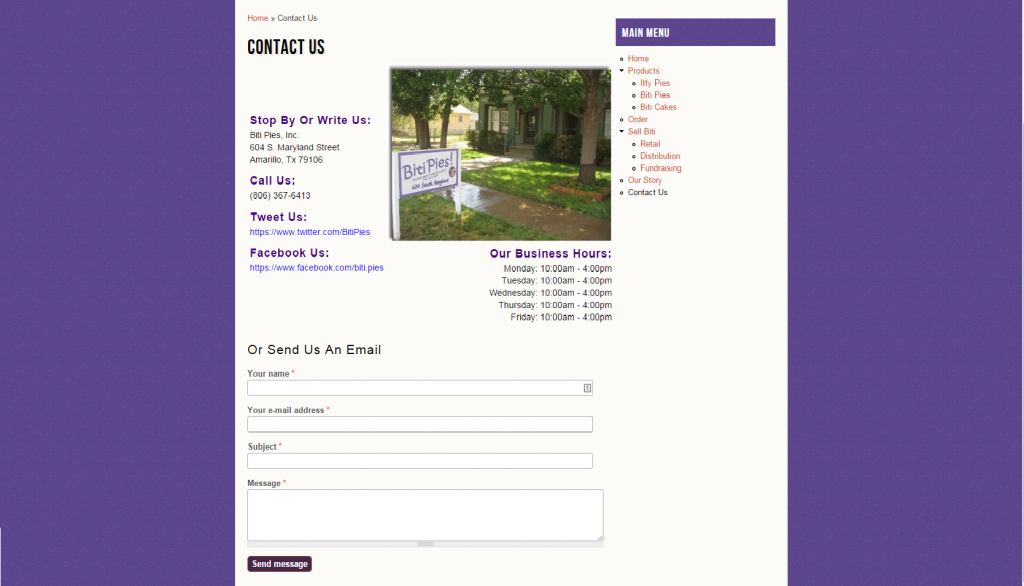 Home » Contact Us
CONTACT US
Stop By Or Write Us:
Biti Pies, Inc.
604 S. Maryland Street
Amarillo, Tx 79106
Call Us:
(806) 367-6413
Tweet Us:
https://www.twitter.com/BitiPies
Facebook Us:
https://www.facebook.com/biti.pies
Biti Pies!
604 South Maryland
Our Business Hours:
Monday: 10:00am - 4:00pm
Tuesday: 10:00am - 4:00pm
Wednesday: 10:00am - 4:00pm
Thursday: 10:00am - 4:00pm
Friday: 10:00am - 4:00pm
Or Send Us An Email
Your name *
Your e-mail address *
Subject *
Message *
Send message
MAIN MENU
Home
Products
Itty Pies
Biti Pies
Biti Cakes
Order
Sell Biti
Retail
Distribution
Fundraising
Our Story
Contact Us